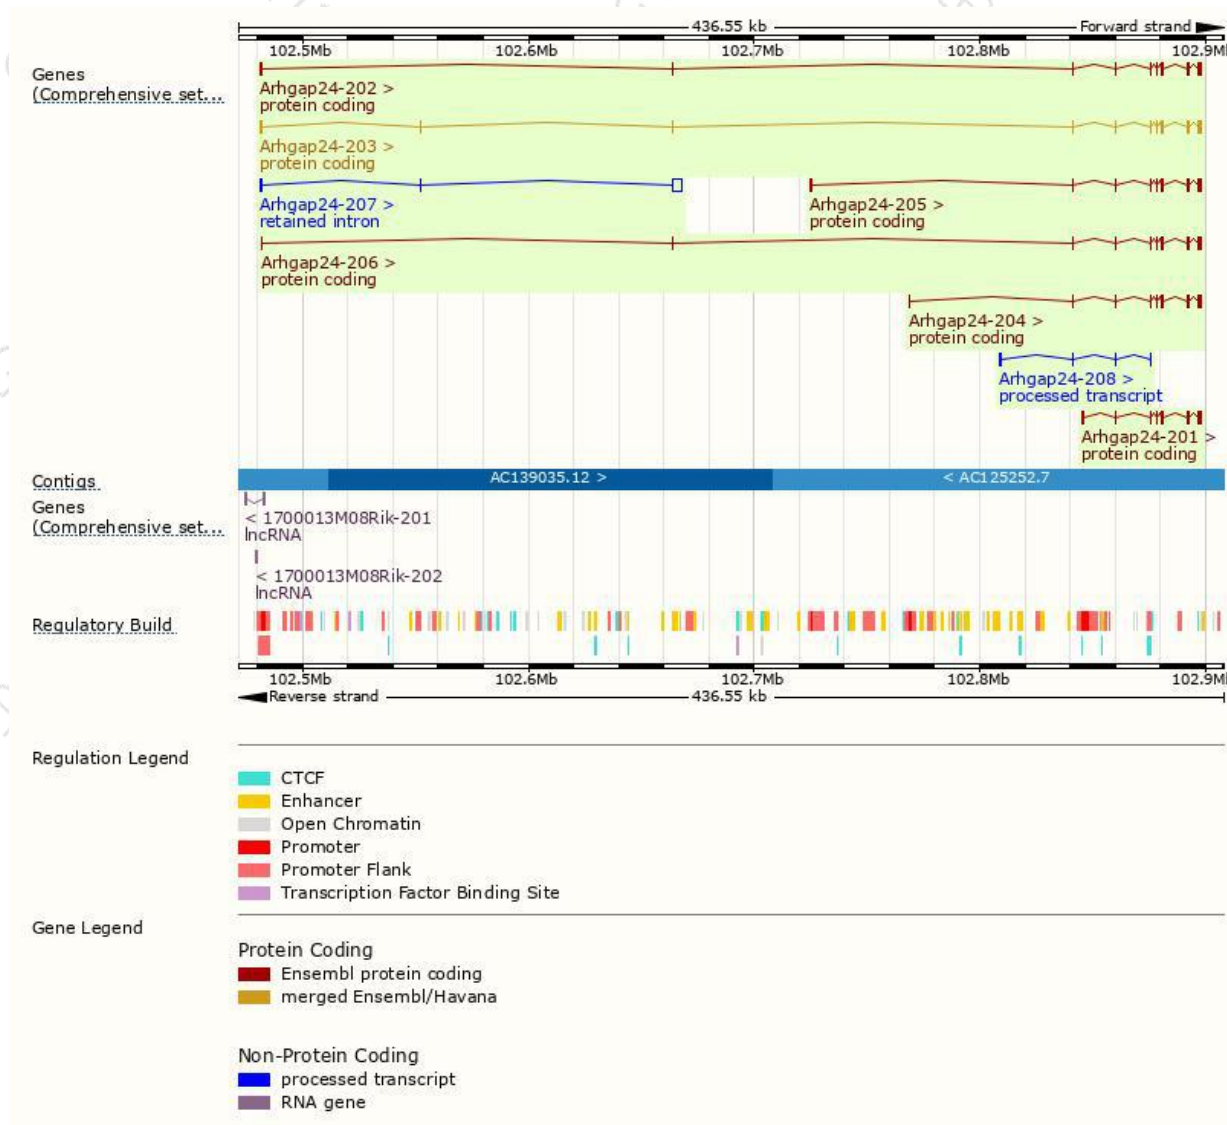 436.55 kb Forward strand
102.5Mb 102.6Mb 102.7Mb 102.8Mb 102.9M
Genes
(Comprehensive set...
Arhgap24-202 >
protein coding
Arhgap24-203 >
protein coding
Arhgap24-207 > Arhgap24-205 >
retained intron protein coding
Arhgap24-206 >
protein coding
Arhgap24-204 >
protein coding
Arhgap24-208 >
processed transcript
Arhgap24-201 >
protein coding
Contigs AC139035.12 > < AC125252.7
Genes
(Comprehensive set...
< 1700013M08Rik-201
lncRNA
< 1700013M08Rik-202
lncRNA
Regulatory Build
102.5Mb 102.6Mb 102.7Mb 102.8Mb 102.9M
Reverse strand 436.55 kb
Regulation Legend
CTCF
Enhancer
Open Chromatin
Promoter
Promoter Flank
Transcription Factor Binding Site
Gene Legend
Protein Coding
Ensembl protein coding
merged Ensembl/Havana
Non-Protein Coding
processed transcript
RNA gene